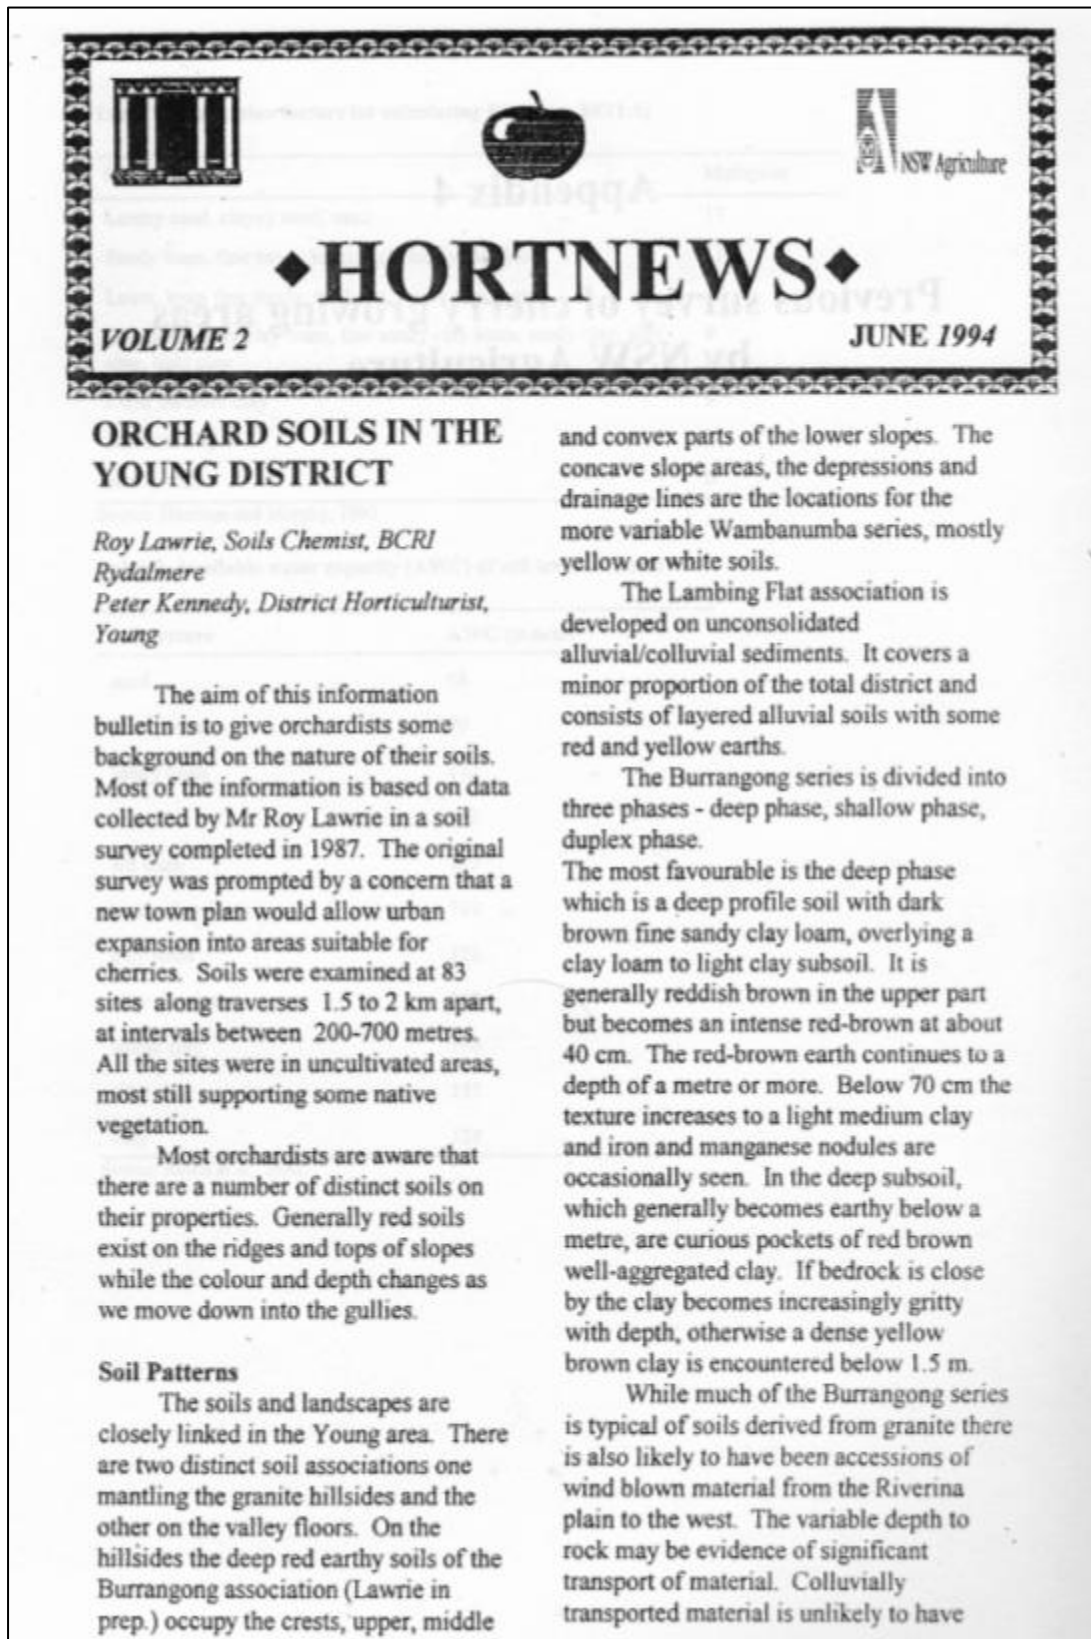 NSW Agriculture
◆HORTNEWS◆
VOLUME 2
JUNE 1994
ORCHARD SOILS IN THE
YOUNG DISTRICT
Roy Lawrie, Soils Chemist, BCRI
Rydalmere
Peter Kennedy, District Horticulturist,
Young
The aim of this information
bulletin is to give orchardists some
background on the nature of their soils.
Most of the information is based on data
collected by Mr Roy Lawrie in a soil
survey completed in 1987. The original
survey was prompted by a concern that a
new town plan would allow urban
expansion into areas suitable for
cherries. Soils were examined at 83
sites along traverses 1.5 to 2 km apart,
at intervals between 200-700 metres.
All the sites were in uncultivated areas,
most still supporting some native
vegetation.
Most orchardists are aware that
there are a number of distinct soils on
their properties. Generally red soils
exist on the ridges and tops of slopes
while the colour and depth changes as
we move down into the gullies.
Soil Patterns
The soils and landscapes are
closely linked in the Young area. There
are two distinct soil associations one
mantling the granite hillsides and the
other on the valley floors. On the
hillsides the deep red earthy soils of the
Burrangong association (Lawrie in
prep.) occupy the crests, upper, middle
and convex parts of the lower slopes. The
concave slope areas, the depressions and
drainage lines are the locations for the
more variable Wambanumba series, mostly
yellow or white soils.
The Lambing Flat association is
developed on unconsolidated
alluvial/colluvial sediments. It covers a
minor proportion of the total district and
consists of layered alluvial soils with some
red and yellow earths.
The Burrangong series is divided into
three phases - deep phase, shallow phase,
duplex phase.
The most favourable is the deep phase
which is a deep profile soil with dark
brown fine sandy clay loam, overlying a
clay loam to light clay subsoil. It is
generally reddish brown in the upper part
but becomes an intense red-brown at about
40 cm. The red-brown earth continues to a
depth of a metre or more. Below 70 cm the
texture increases to a light medium clay
and iron and manganese nodules are
occasionally seen. In the deep subsoil,
which generally becomes earthy below a
metre, are curious pockets of red brown
well-aggregated clay. If bedrock is close
by the clay becomes increasingly gritty
with depth, otherwise a dense yellow
brown clay is encountered below 1.5 m.
While much of the Burrangong series
is typical of soils derived from granite there
is also likely to have been accessions of
wind blown material from the Riverina
plain to the west. The variable depth to
rock may be evidence of significant
transport of material. Colluvially
transported material is unlikely to have